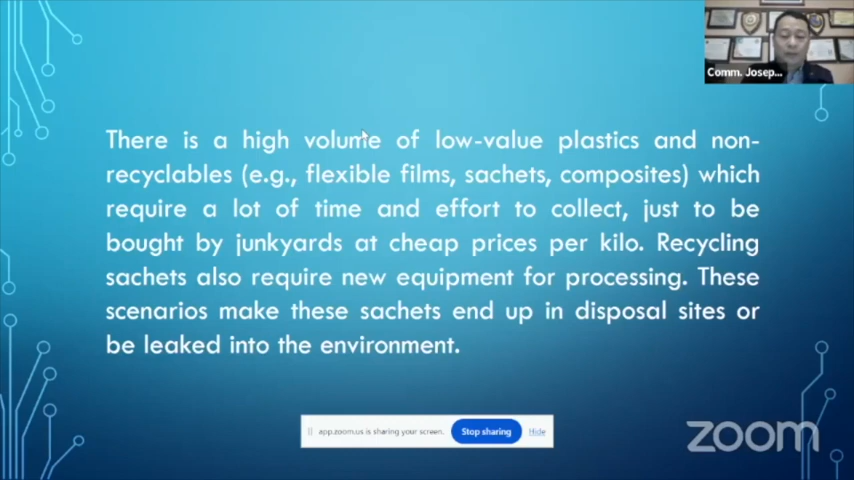 Comm. Josep...
There is a high volume of low-value plastics and non-
recyclables (e.g., flexible films, sachets, composites) which
require a lot of time and effort to collect, just to be
bought by junkyards at cheap prices per kilo. Recycling
sachets also require new equipment for processing. These
scenarios make these sachets end up in disposal sites or
be leaked into the environment.
app.zoom.us is sharing your screen. Stop sharing Hide
zoom